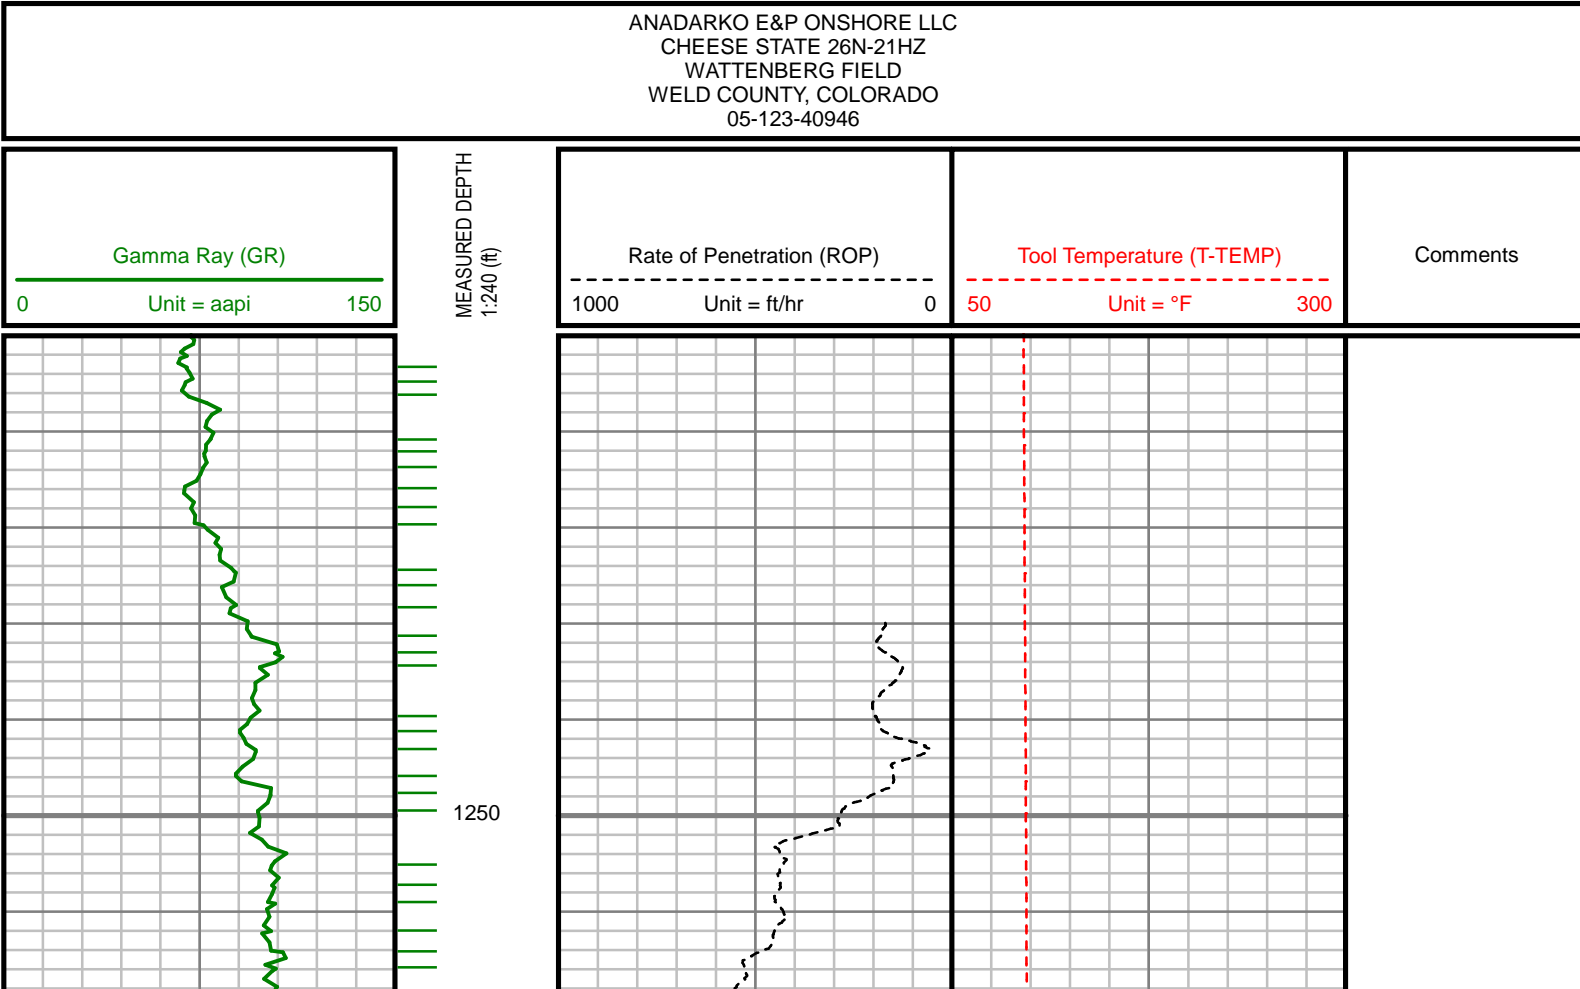 ANADARKO E&P ONSHORE LLC
CHEESE STATE 26N-21HZ
WATTENBERG FIELD
WELD COUNTY, COLORADO
05-123-40946
Gamma Ray (GR)
0 Unit = aapi 150
MEASURED DEPTH
1:240 (ft)
Rate of Penetration (ROP)
1000 Unit = ft/hr 0
Tool Temperature (T-TEMP)
50 Unit = °F 300
Comments
1250